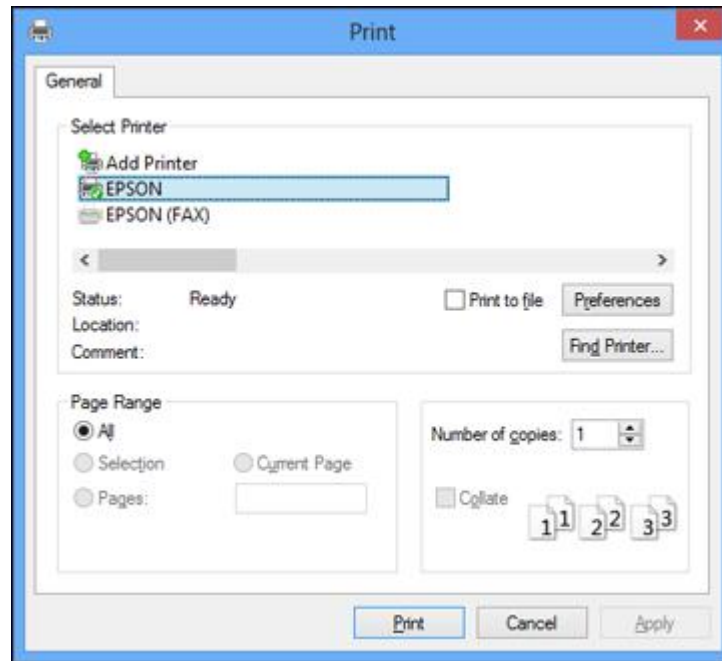 Print
General
Select Printer
Add Printer
EPSON
EPSON (FAX)
Status: Ready
Print to file
Preferences
Location:
Comment:
Find Printer...
Page Range
All
Selection
Current Page
Pages:
Number of copies: 1
Collate
1 1 2 2 3 3
Print
Cancel
Apply